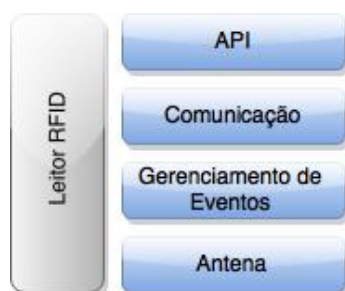 Leitor RFID
API
Comunicação
Gerenciamento de
Eventos
Antena